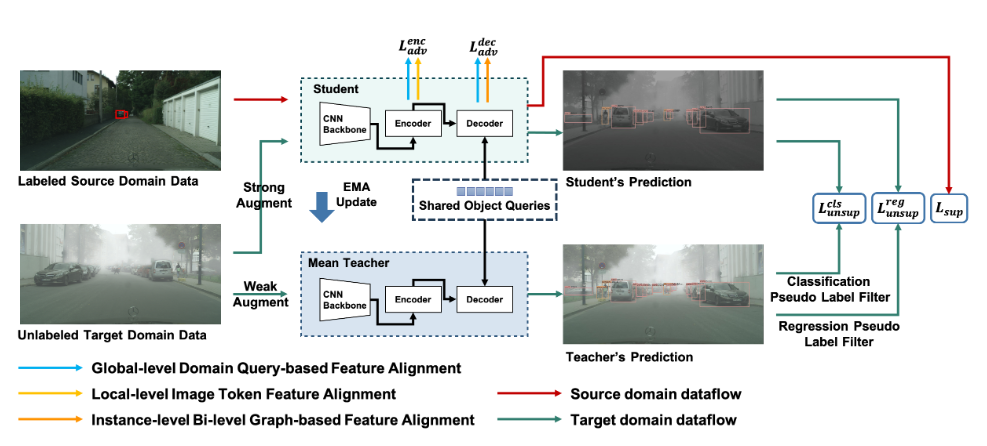 L_{adv}^{enc}
L_{adv}^{dec}
Student
CNN
Backbone
Encoder
Decoder
Labeled Source Domain Data
Student's Prediction
Strong
Augment
EMA
Update
Shared Object Queries
L_{unsup}^{cls}
L_{unsup}^{reg}
L_{sup}
Mean Teacher
CNN
Backbone
Encoder
Decoder
Weak
Augment
Classification
Pseudo Label Filter
Regression Pseudo
Label Filter
Unlabeled Target Domain Data
Teacher's Prediction
Global-level Domain Query-based Feature Alignment
Local-level Image Token Feature Alignment
Source domain dataflow
Instance-level Bi-level Graph-based Feature Alignment
Target domain dataflow